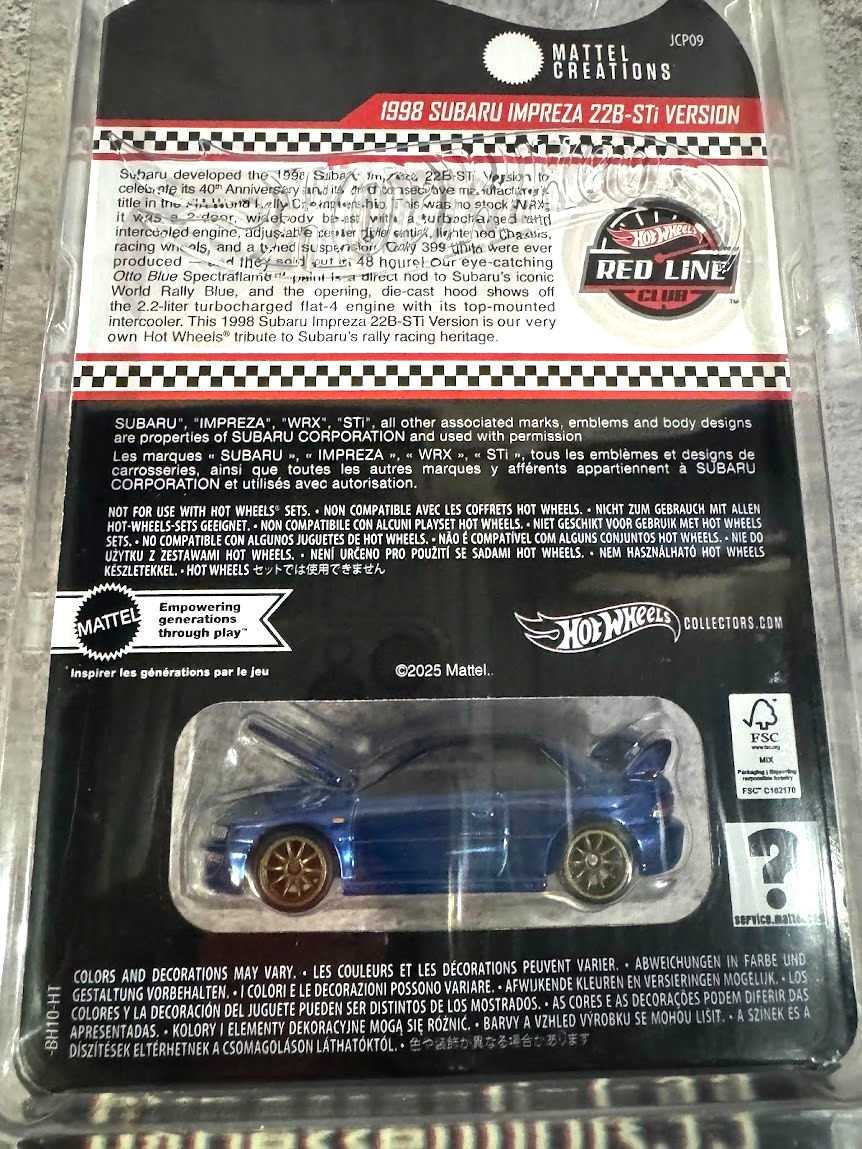 JCP09
MATTEL
CREATIONS
1998 SUBARU IMPREZA 22B-STi VERSION
Subaru developed the 1998 Subaru Impreza 22B-STi Version to
celebrate its 40th Anniversary and its consecutive manufacturer's
title in the FIA World Rally Championship. This was no stock WRX;
it was a 2-door, widebody beast with a turbocharged and
intercooled engine, adjustable center differential, lightened chassis,
racing wheels, and a tuned suspension. Only 399 units were ever
produced and they sold out in 48 hours! Our eye-catching
Otto Blue Spectraflame™ paint is a direct nod to Subaru's iconic
World Rally Blue, and the opening, die-cast hood shows off
the 2.2-liter turbocharged flat-4 engine with its top-mounted
intercooler. This 1998 Subaru Impreza 22B-STi Version is our very
own Hot Wheels® tribute to Subaru's rally racing heritage.
HOT WHEELS
RED LINE
CLUB™
SUBARU", "IMPREZA", "WRX", "STi", all other associated marks, emblems and body designs
are properties of SUBARU CORPORATION and used with permission
Les marques « SUBARU », « IMPREZA », « WRX », « STi », tous les emblèmes et designs de
carrosseries, ainsi que toutes les autres marques y afférents appartiennent à SUBARU
CORPORATION et utilisés avec autorisation.
NOT FOR USE WITH HOT WHEELS® SETS. • NON COMPATIBLE AVEC LES COFFRETS HOT WHEELS. • NICHT ZUM GEBRAUCH MIT ALLEN
HOT-WHEELS-SETS GEEIGNET. • NON COMPATIBILE CON ALCUNI PLAYSET HOT WHEELS. • NIET GESCHIKT VOOR GEBRUIK MET HOT WHEELS
SETS. • NO COMPATIBLE CON ALGUNOS JUGUETES DE HOT WHEELS. • NÃO É COMPATÍVEL COM ALGUNS CONJUNTOS HOT WHEELS. • NIE DO
UŻYTKU Z ZESTAWAMI HOT WHEELS. • NENÍ URČENO PRO POUŽITÍ SE SADAMI HOT WHEELS. • NEM HASZNÁLHATÓ HOT WHEELS
KÉSZLETEKKEL. • HOT WHEELS セットでは使用できません
MATTEL
Empowering
generations
through play™
Inspirer les générations par le jeu
HOT WHEELS COLLECTORS.COM
©2025 Mattel..
FSC
www.fsc.org
MIX
Packaging | Supporting
responsible forestry
FSC™ C162170
?
service.mattel.com
-BH10-HT
COLORS AND DECORATIONS MAY VARY. • LES COULEURS ET LES DÉCORATIONS PEUVENT VARIER. • ABWEICHUNGEN IN FARBE UND
GESTALTUNG VORBEHALTEN. • I COLORI E LE DECORAZIONI POSSONO VARIARE. • AFWIJKENDE KLEUREN EN VERSIERINGEN MOGELIJK. • LOS
COLORES Y LA DECORACIÓN DEL JUGUETE PUEDEN SER DISTINTOS DE LOS MOSTRADOS. • AS CORES E AS DECORAÇÕES PODEM DIFERIR DAS
APRESENTADAS. • KOLORY I ELEMENTY DEKORACYJNE MOGĄ SIĘ RÓŻNIĆ. • BARVY A VZHLED VÝROBKU SE MOHOU LIŠIT. • A SZÍNEK ÉS A
DÍSZÍTÉSEK ELTÉRHETNEK A CSOMAGOLÁSON LÁTHATÓKTÓL. • 色や装飾が異なる場合があります